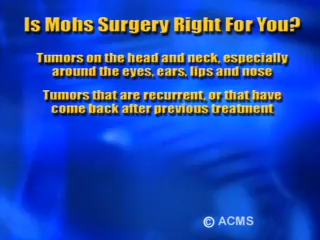 Is Mohs Surgery Right For You?
Tumors on the head and neck, especially
around the eyes, ears, lips and nose
Tumors that are recurrent, or that have
come back after previous treatment
© ACMS